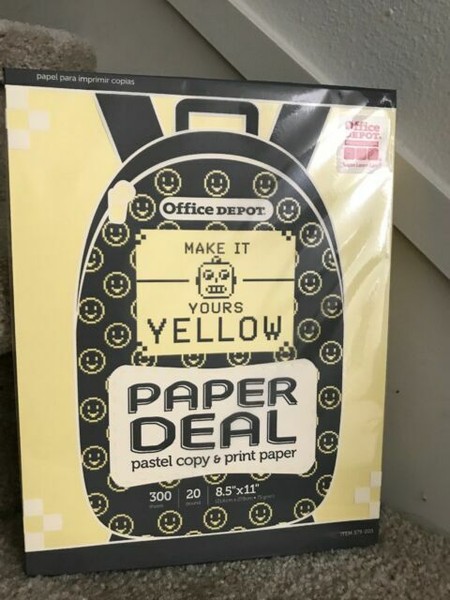 papel para imprimir copias
Office DEPOT
Office DEPOT.
MAKE IT
YOURS
YELLOW
PAPER
DEAL
pastel copy & print paper
300 20 8.5"x11"
sheets